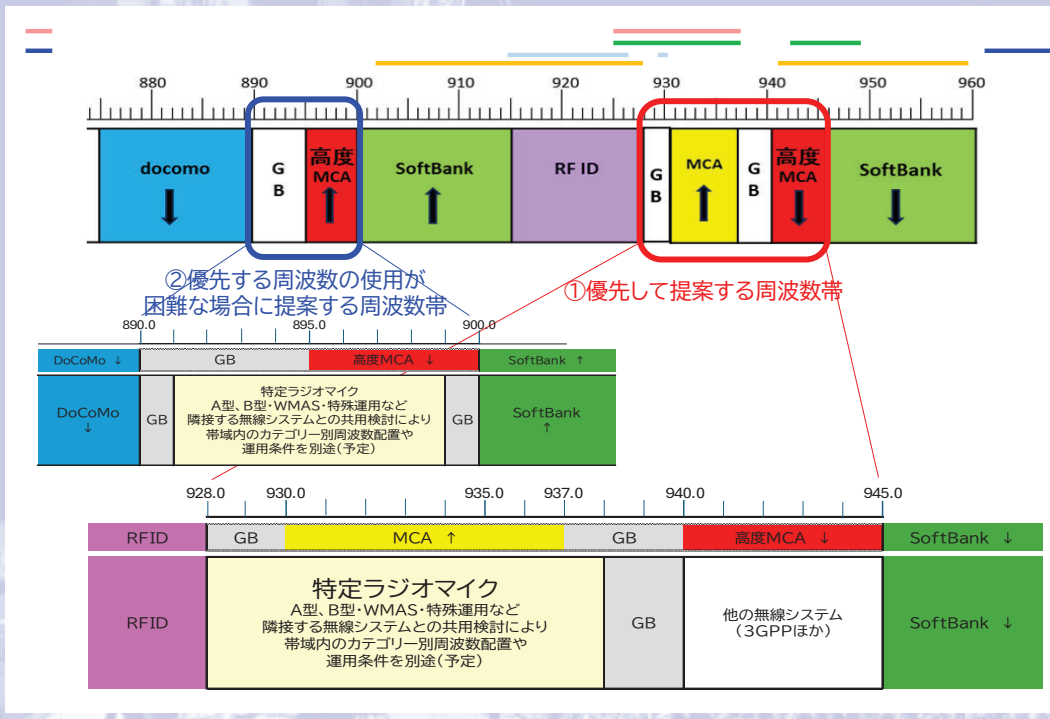 880 890 900 910 920 930 940 950 960
docomo
↓
G
B
高度
MCA
↑
SoftBank
↑
RF ID
G
B
MCA
↑
G
B
高度
MCA
↓
SoftBank
↓
②優先する周波数の使用が
困難な場合に提案する周波数帯
①優先して提案する周波数帯
890.0 895.0 900.0
DoCoMo ↓ GB 高度MCA ↓ SoftBank ↑
DoCoMo
↓
GB
特定ラジオマイク
A型、B型・WMAS・特殊運用など
隣接する無線システムとの共用検討により
帯域内のカテゴリー別周波数配置や
運用条件を別途(予定)
GB
SoftBank
↑
928.0 930.0 935.0 937.0 940.0 945.0
RFID GB MCA ↑ GB 高度MCA ↓ SoftBank ↓
RFID
特定ラジオマイク
A型、B型・WMAS・特殊運用など
隣接する無線システムとの共用検討により
帯域内のカテゴリー別周波数配置や
運用条件を別途(予定)
GB
他の無線システム
(3GPPほか)
SoftBank ↓